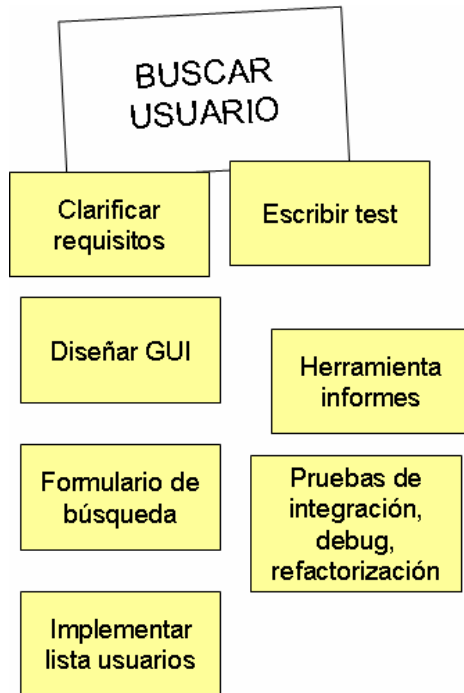 BUSCAR
USUARIO
Clarificar
requisitos
Escribir test
Diseñar GUI
Herramienta
informes
Formulario de
búsqueda
Pruebas de
integración,
debug,
refactorización
Implementar
lista usuarios